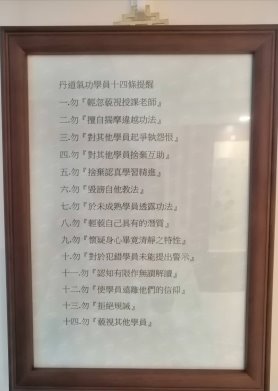 丹道氣功學員十四條提醒
一.勿『輕忽藐視授課老師』
二.勿『擅自獨摩違越功法』
三.勿『對其他學員起爭執怨恨』
四.勿『對其他學員捨棄互助』
五.勿『捨棄認真學習精進』
六.勿『毀謗自他教法』
七.勿『於未成熟學員透露功法』
八.勿『輕藐自己具有的潛質』
九.勿『懷疑身心畢竟清靜之特性』
十.勿『對於犯錯學員未能提出警示』
十一.勿『認知有製作無謂解讀』
十二.勿『使學員遠離他們的信仰』
十三.勿『拒絕規誡』
十四.勿『藐視其他學員』